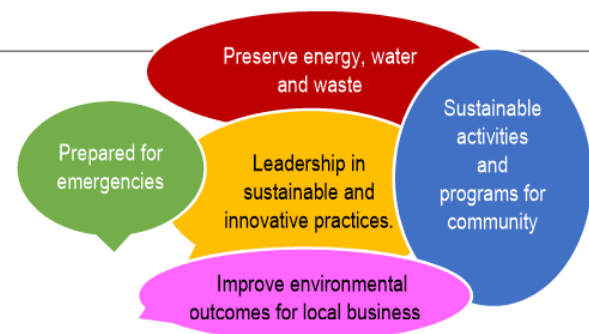 Preserve energy, water
and waste
Prepared for
emergencies
Leadership in
sustainable and
innovative practices.
Sustainable
activities
and
programs for
community
Improve environmental
outcomes for local business